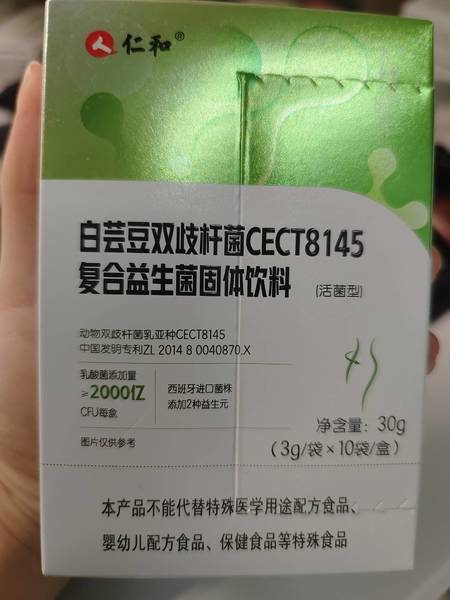 仁和®
白芸豆双歧杆菌CECT8145
复合益生菌固体饮料
(活菌型)
动物双歧杆菌乳亚种CECT8145
中国发明专利ZL 2014 8 0040870.X
乳酸菌添加量
≥2000亿
CFU每盒
西班牙进口菌株
添加2种益生元
图片仅供参考
净含量：30g
(3g/袋×10袋/盒)
本产品不能代替特殊医学用途配方食品、
婴幼儿配方食品、保健食品等特殊食品